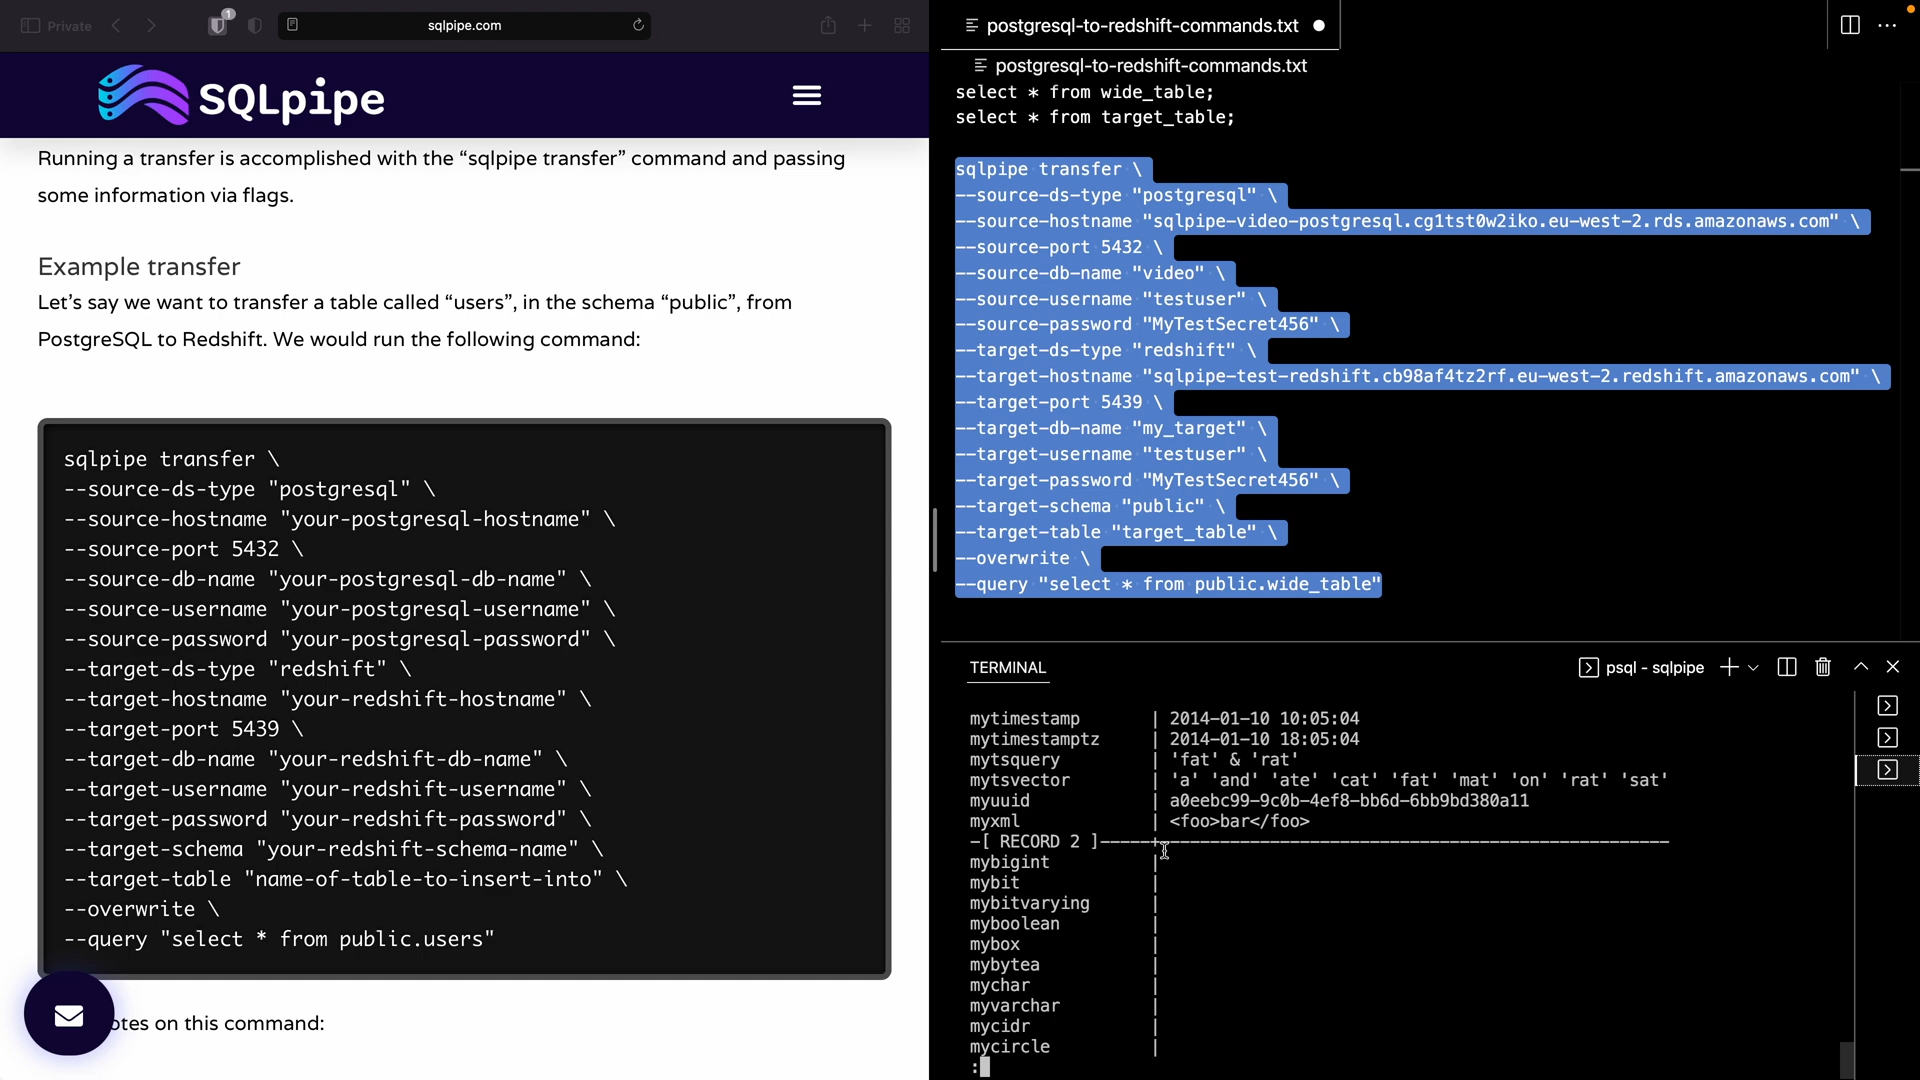 Private
1
sqlpipe.com
SQLpipe
Running a transfer is accomplished with the “sqlpipe transfer” command and passing
some information via flags.
Example transfer
Let’s say we want to transfer a table called “users”, in the schema “public”, from
PostgreSQL to Redshift. We would run the following command:
sqlpipe transfer \
--source-ds-type "postgresql" \
--source-hostname "your-postgresql-hostname" \
--source-port 5432 \
--source-db-name "your-postgresql-db-name" \
--source-username "your-postgresql-username" \
--source-password "your-postgresql-password" \
--target-ds-type "redshift" \
--target-hostname "your-redshift-hostname" \
--target-port 5439 \
--target-db-name "your-redshift-db-name" \
--target-username "your-redshift-username" \
--target-password "your-redshift-password" \
--target-schema "your-redshift-schema-name" \
--target-table "name-of-table-to-insert-into" \
--overwrite \
--query "select * from public.users"
otes on this command:
postgresql-to-redshift-commands.txt
postgresql-to-redshift-commands.txt
select * from wide_table;
select * from target_table;
sqlpipe transfer \
--source-ds-type "postgresql" \
--source-hostname "sqlpipe-video-postgresql.cg1tst0w2iko.eu-west-2.rds.amazonaws.com" \
--source-port 5432 \
--source-db-name "video" \
--source-username "testuser" \
--source-password "MyTestSecret456" \
--target-ds-type "redshift" \
--target-hostname "sqlpipe-test-redshift.cb98af4tz2rf.eu-west-2.redshift.amazonaws.com" \
--target-port 5439 \
--target-db-name "my_target" \
--target-username "testuser" \
--target-password "MyTestSecret456" \
--target-schema "public" \
--target-table "target_table" \
--overwrite \
--query "select * from public.wide_table"
TERMINAL
psql - sqlpipe
mytimestamp | 2014-01-10 10:05:04
mytimestamptz | 2014-01-10 18:05:04
mytsquery | 'fat' & 'rat'
mytsvector | 'a' 'and' 'ate' 'cat' 'fat' 'mat' 'on' 'rat' 'sat'
myuuid | a0eebc99-9c0b-4ef8-bb6d-6bb9bd380a11
myxml | <foo>bar</foo>
-[ RECORD 2 ]-----+--------------------------------------------------
mybigint |
mybit |
mybitvarying |
myboolean |
mybox |
mybytea |
mychar |
myvarchar |
mycidr |
mycircle |
: